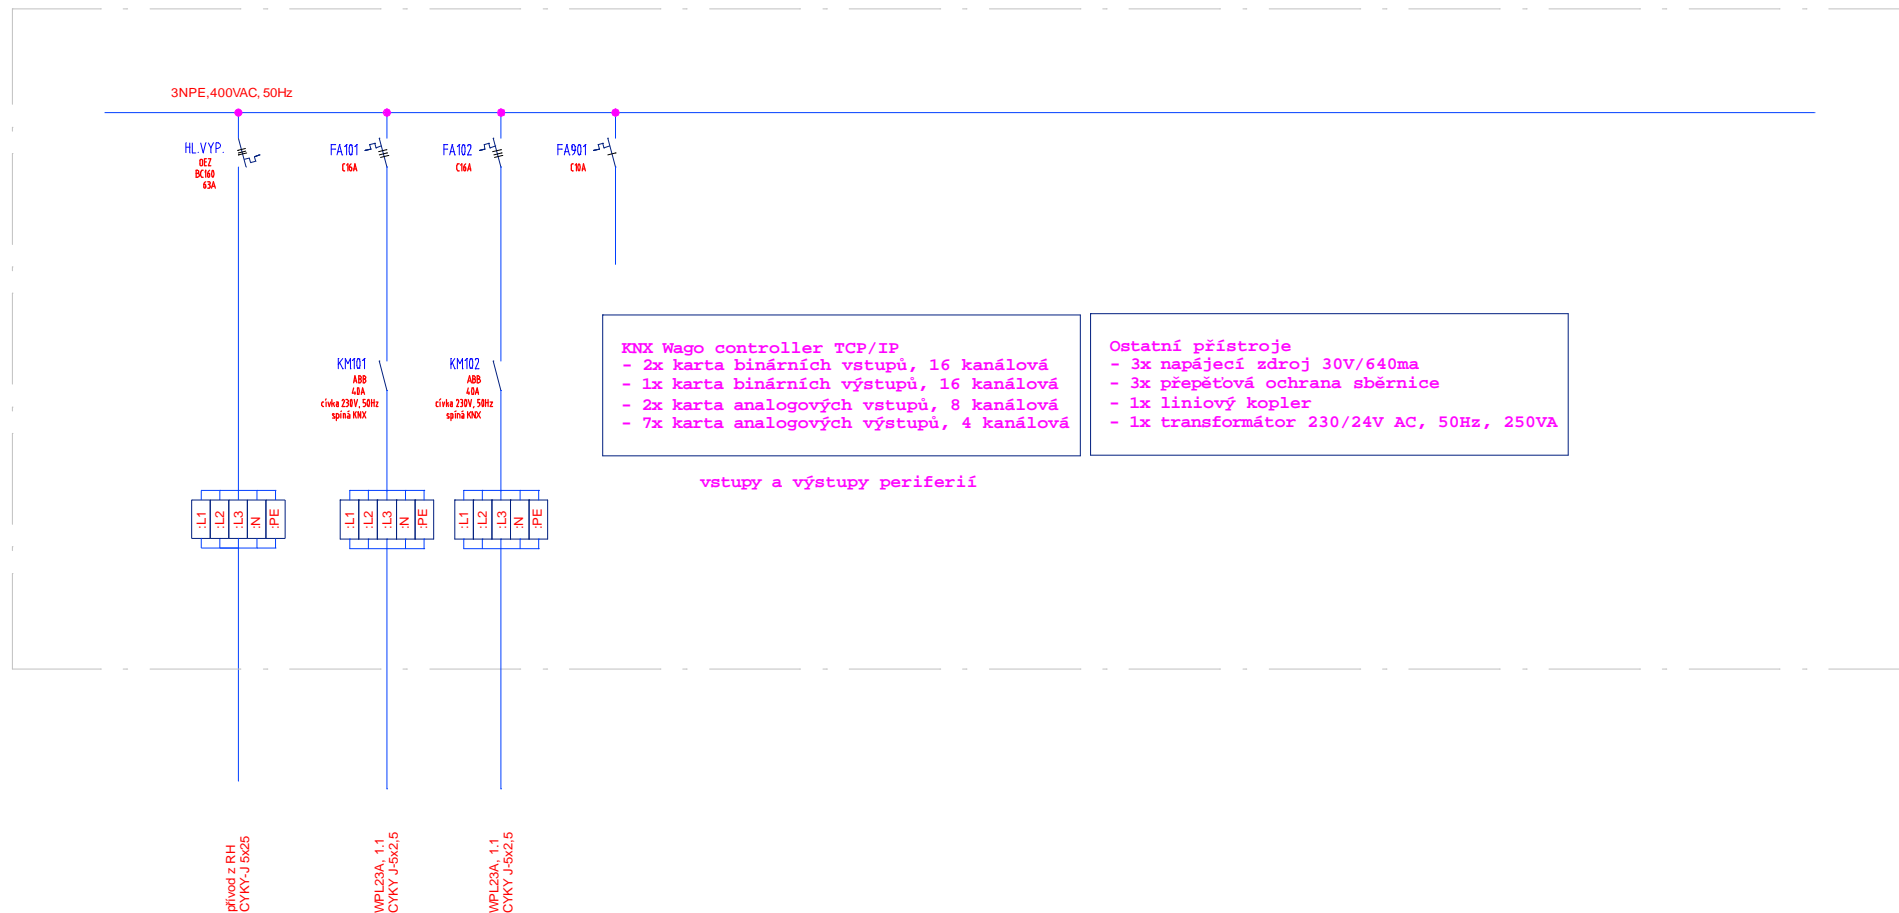 3NPE,400VAC, 50Hz
HL.VYP.
OEZ
BC160
63A
FA101
C16A
FA102
C16A
FA901
C10A
KM101
ABB
40A
cívka 230V, 50Hz
spíná KNX
KM102
ABB
40A
cívka 230V, 50Hz
spíná KNX
KNX Wago controller TCP/IP
- 2x karta binárních vstupů, 16 kanálová
- 1x karta binárních výstupů, 16 kanálová
- 2x karta analogových vstupů, 8 kanálová
- 7x karta analogových výstupů, 4 kanálová
Ostatní přístroje
- 3x napájecí zdroj 30V/640ma
- 3x přepěťová ochrana sběrnice
- 1x liniový kopler
- 1x transformátor 230/24V AC, 50Hz, 250VA
vstupy a výstupy periferií
:L1
:L2
:L3
:N
:PE
:L1
:L2
:L3
:N
:PE
:L1
:L2
:L3
:N
:PE
přívod z RH
CYKY-J 5x25
WPL23A, 1.1
CYKY J-5x2,5
WPL23A, 1.1
CYKY J-5x2,5